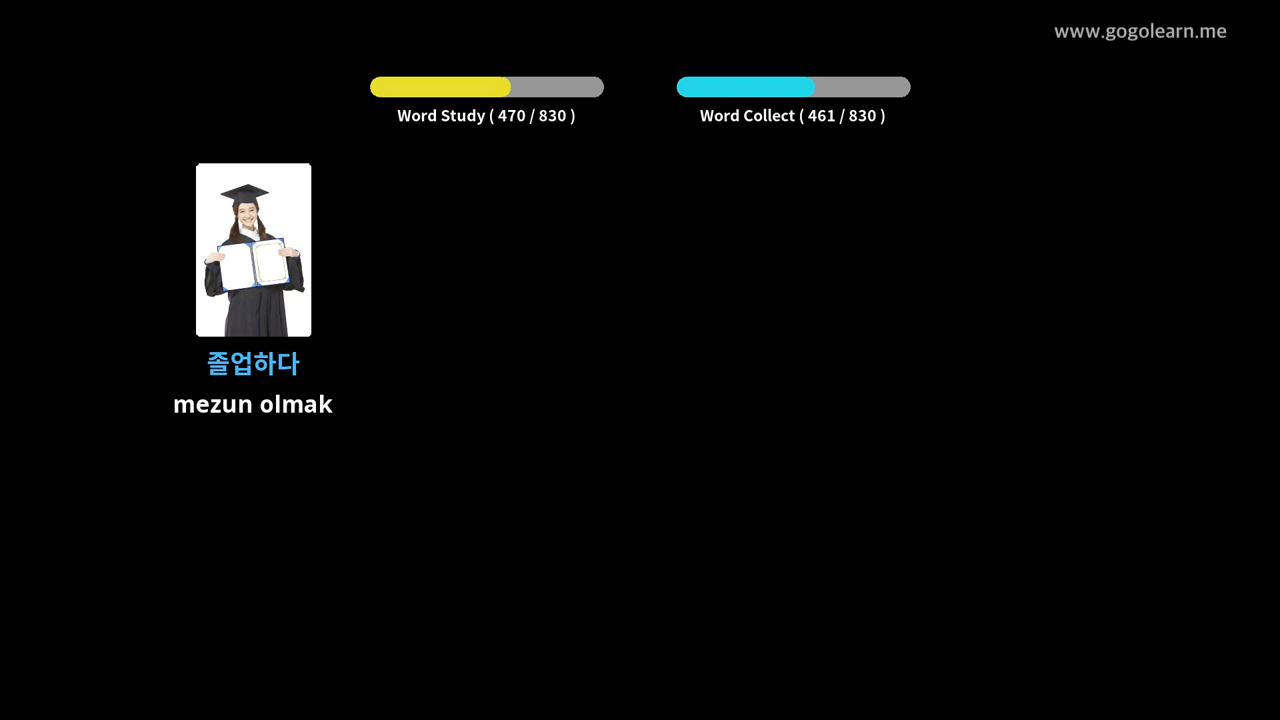 www.gogolearn.me
Word Study ( 470 / 830 )
Word Collect ( 461 / 830 )
졸업하다
mezun olmak